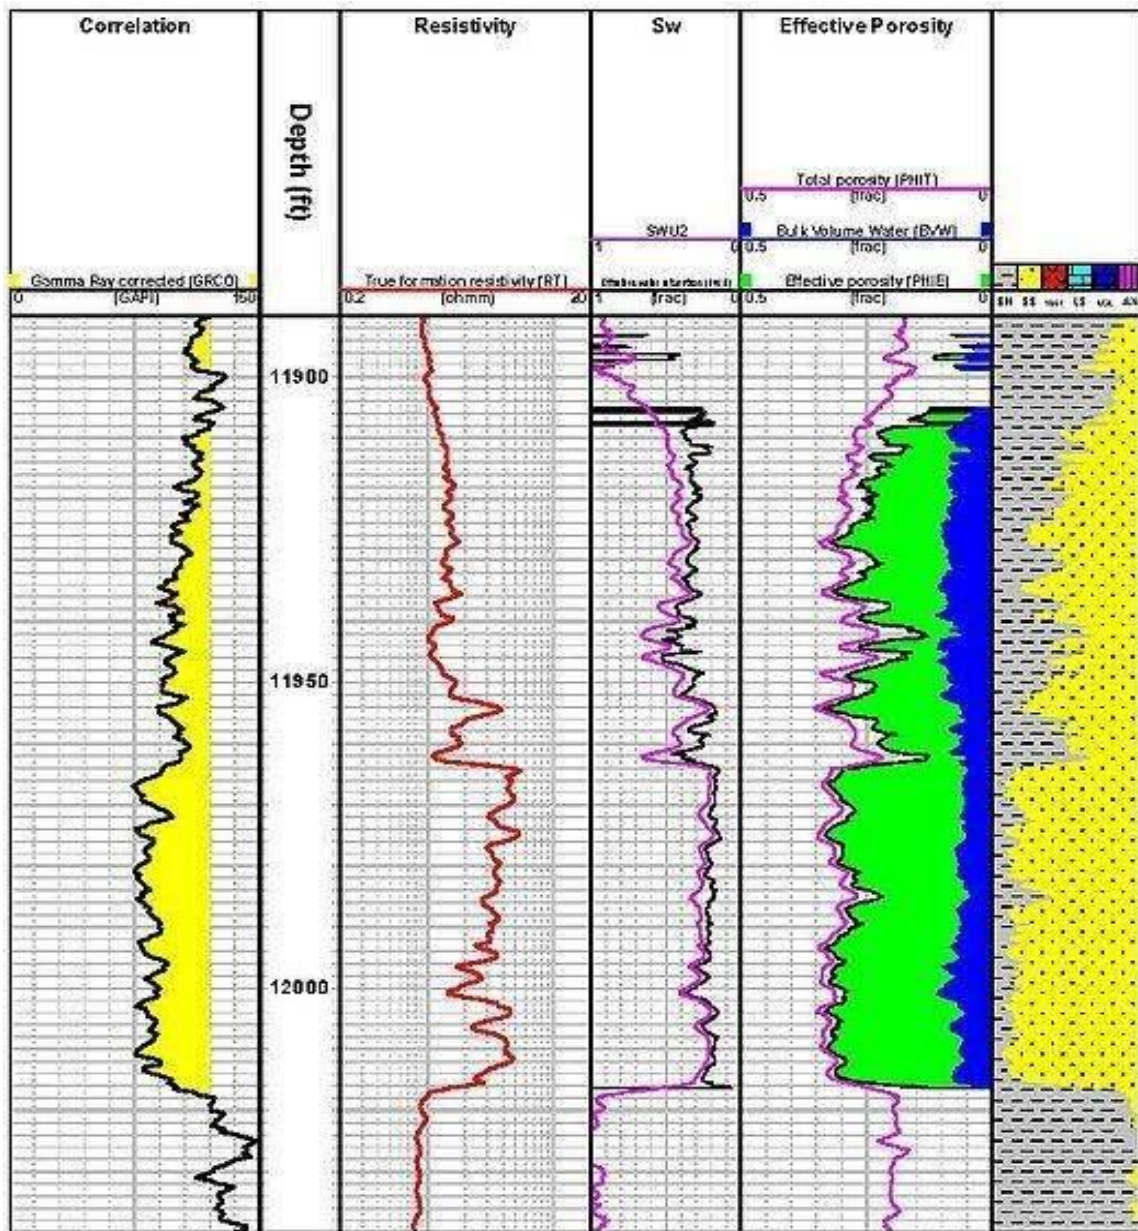 Correlation
Depth (ft)
Resistivity
Sw
Effective Porosity
Total porosity (PHIT)
0.5 (frac) 0
SWU2
1 0
Bulk Volume Water (BVW)
0.5 (frac) 0
Gamma Ray corrected (GRCO)
0 (GAPI) 150
True formation resistivity (RT)
0.2 (ohmm) 20
1 (frac) 0
Effective porosity (PHIE)
0.5 (frac) 0
SH SS LS
11900
11950
12000